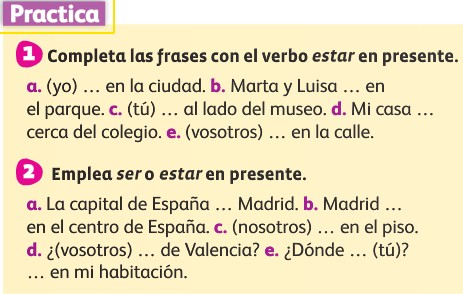 Practica
1 Completa las frases con el verbo estar en presente.
a. (yo) … en la ciudad. b. Marta y Luisa … en
el parque. c. (tú) … al lado del museo. d. Mi casa …
cerca del colegio. e. (vosotros) … en la calle.
2 Emplea ser o estar en presente.
a. La capital de España … Madrid. b. Madrid …
en el centro de España. c. (nosotros) … en el piso.
d. ¿(vosotros) … de Valencia? e. ¿Dónde … (tú)?
… en mi habitación.